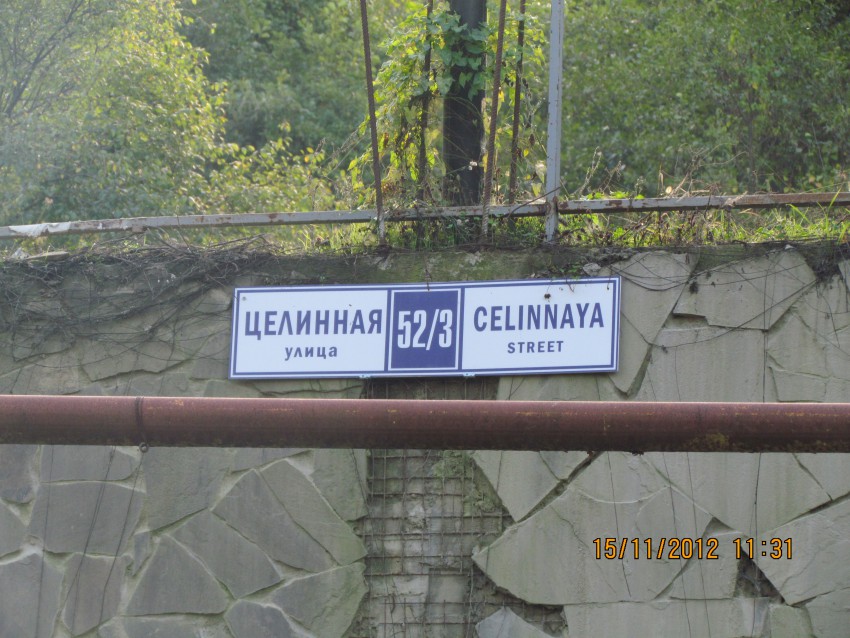 ЦЕЛИННАЯ
улица
52/3
CELINNAYA
STREET
15/11/2012 11:31